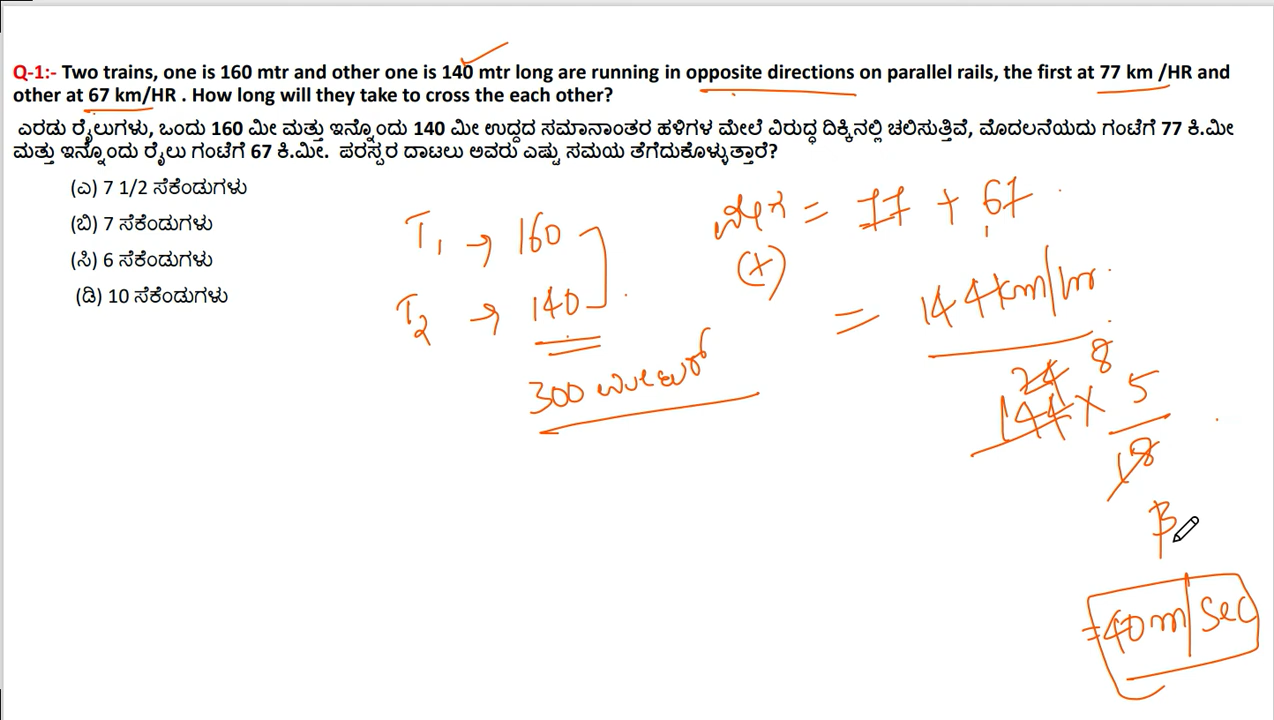 Q-1:- Two trains, one is 160 mtr and other one is 140 mtr long are running in opposite directions on parallel rails, the first at 77 km /HR and
other at 67 km/HR . How long will they take to cross the each other?
ಎರಡು ರೈಲುಗಳು, ಒಂದು 160 ಮೀ ಮತ್ತು ಇನ್ನೊಂದು 140 ಮೀ ಉದ್ದದ ಸಮಾನಾಂತರ ಹಳಿಗಳ ಮೇಲೆ ವಿರುದ್ಧ ದಿಕ್ಕಿನಲ್ಲಿ ಚಲಿಸುತ್ತಿವೆ, ಮೊದಲನೆಯದು ಗಂಟೆಗೆ 77 ಕಿ.ಮೀ
ಮತ್ತು ಇನ್ನೊಂದು ರೈಲು ಗಂಟೆಗೆ 67 ಕಿ.ಮೀ. ಪರಸ್ಪರ ದಾಟಲು ಅವರು ಎಷ್ಟು ಸಮಯ ತೆಗೆದುಕೊಳ್ಳುತ್ತಾರೆ?
(ಎ) 7 1/2 ಸೆಕೆಂಡುಗಳು
(ಬಿ) 7 ಸೆಕೆಂಡುಗಳು
(ಸಿ) 6 ಸೆಕೆಂಡುಗಳು
(ಡಿ) 10 ಸೆಕೆಂಡುಗಳು
T1 → 160
T2 → 140
300 ಮೀಟರ್
ವೇಗ = 77 + 67
(+)
= 144 km/hr.
24 8
144 × 5
18
3
= 40 m/sec